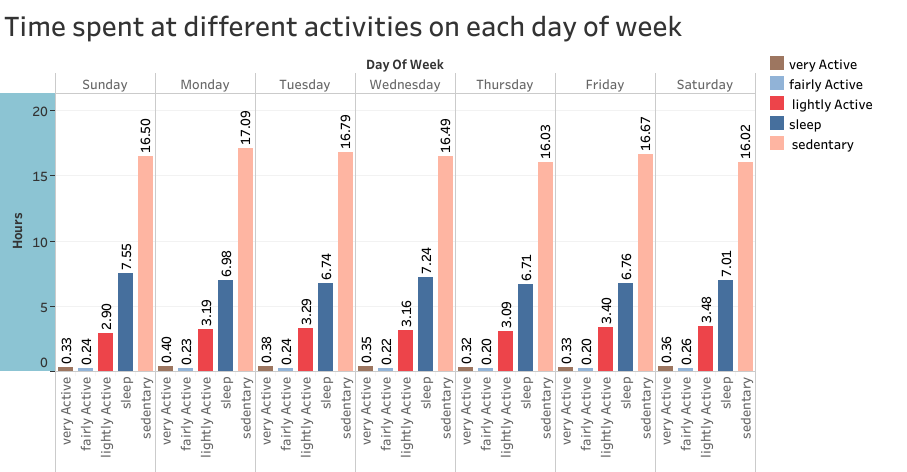 Time spent at different activities on each day of week
Day Of Week
Sunday Monday Tuesday Wednesday Thursday Friday Saturday
very Active
fairly Active
lightly Active
sleep
sedentary
Hours
20
15
10
5
0
0.33 0.24 2.90 7.55 16.50
0.40 0.23 3.19 6.98 17.09
0.38 0.24 3.29 6.74 16.79
0.35 0.22 3.16 7.24 16.49
0.32 0.20 3.09 6.71 16.03
0.33 0.20 3.40 6.76 16.67
0.36 0.26 3.48 7.01 16.02
very Active fairly Active lightly Active sleep sedentary
very Active fairly Active lightly Active sleep sedentary
very Active fairly Active lightly Active sleep sedentary
very Active fairly Active lightly Active sleep sedentary
very Active fairly Active lightly Active sleep sedentary
very Active fairly Active lightly Active sleep sedentary
very Active fairly Active lightly Active sleep sedentary